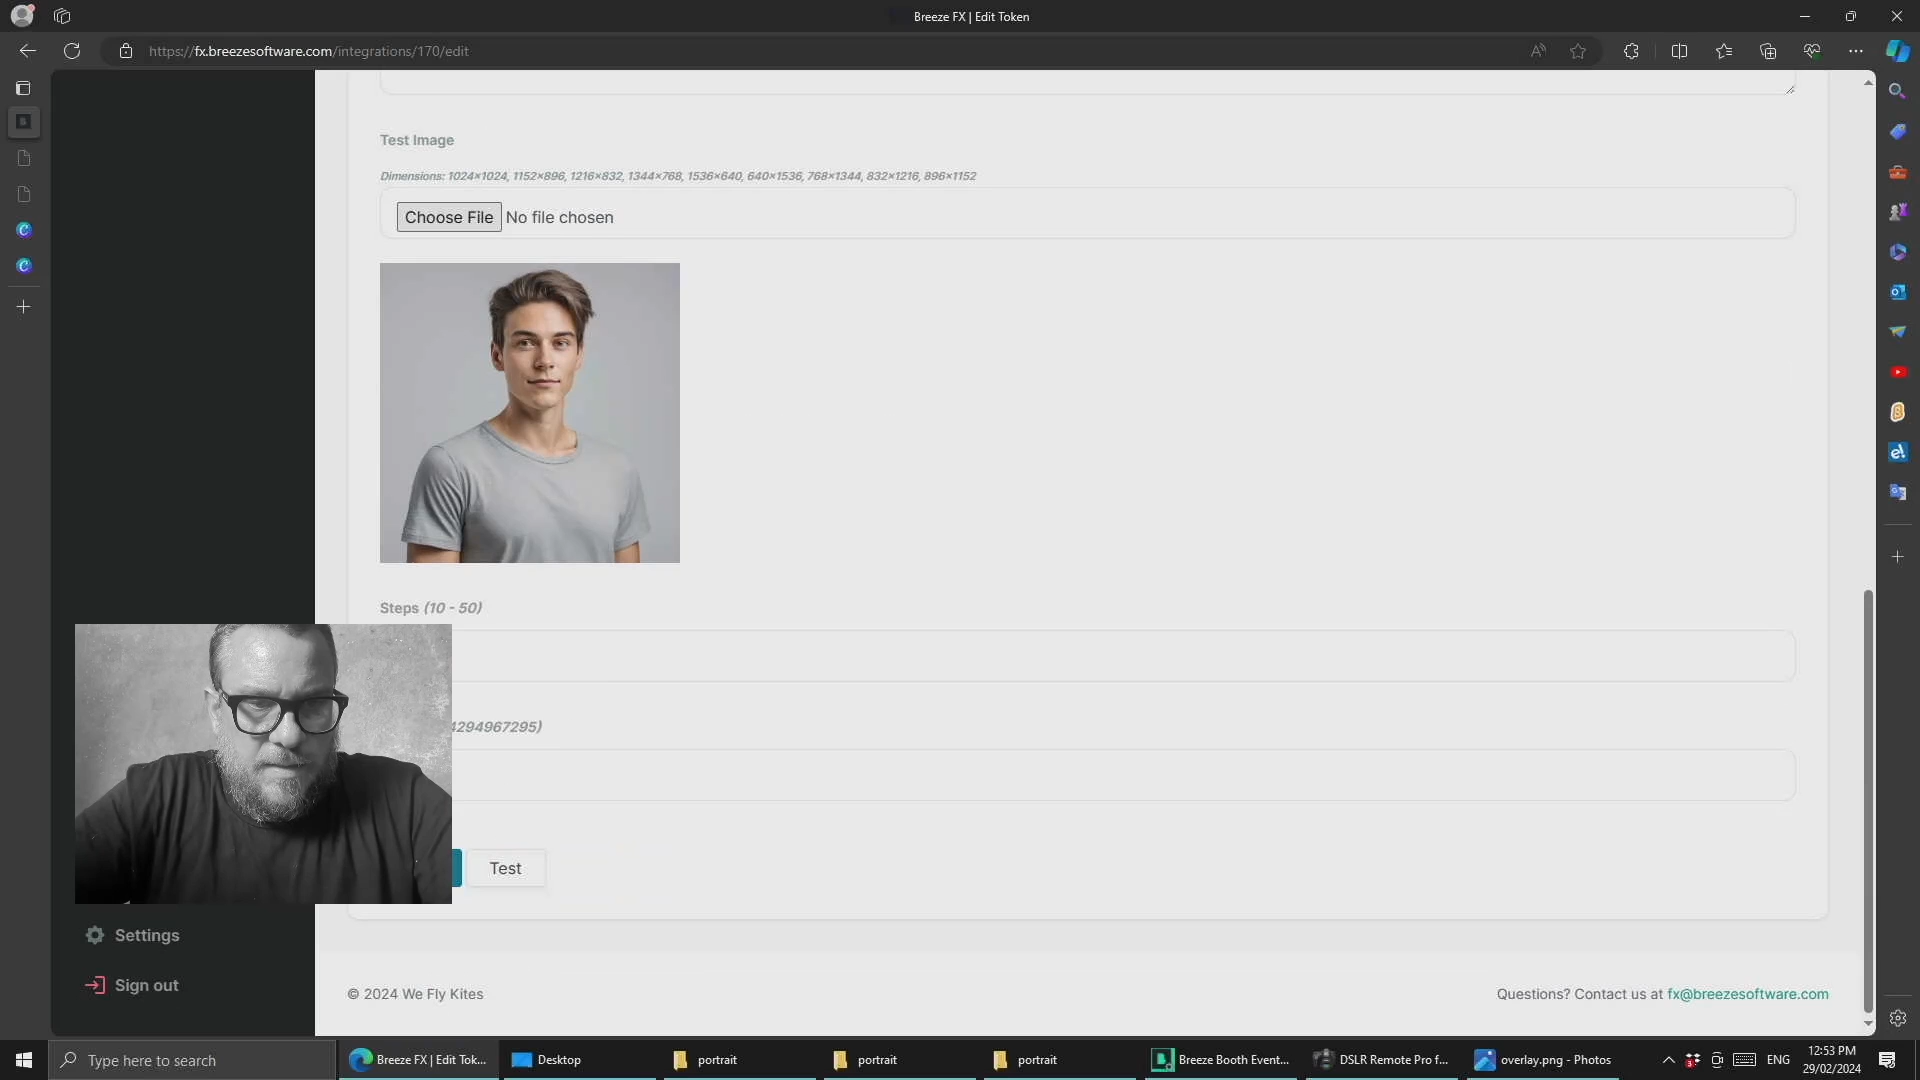 Breeze FX | Edit Token
https://fx.breezesoftware.com/integrations/170/edit
Test Image
Dimensions: 1024×1024, 1152×896, 1216×832, 1344×768, 1536×640, 640×1536, 768×1344, 832×1216, 896×1152
Choose File No file chosen
Steps (10 - 50)
4294967295)
Test
Settings
Sign out
© 2024 We Fly Kites
Questions? Contact us at fx@breezesoftware.com
Type here to search
Breeze FX | Edit Tok...
Desktop
portrait
portrait
portrait
Breeze Booth Event...
DSLR Remote Pro f...
overlay.png - Photos
ENG
12:53 PM
29/02/2024